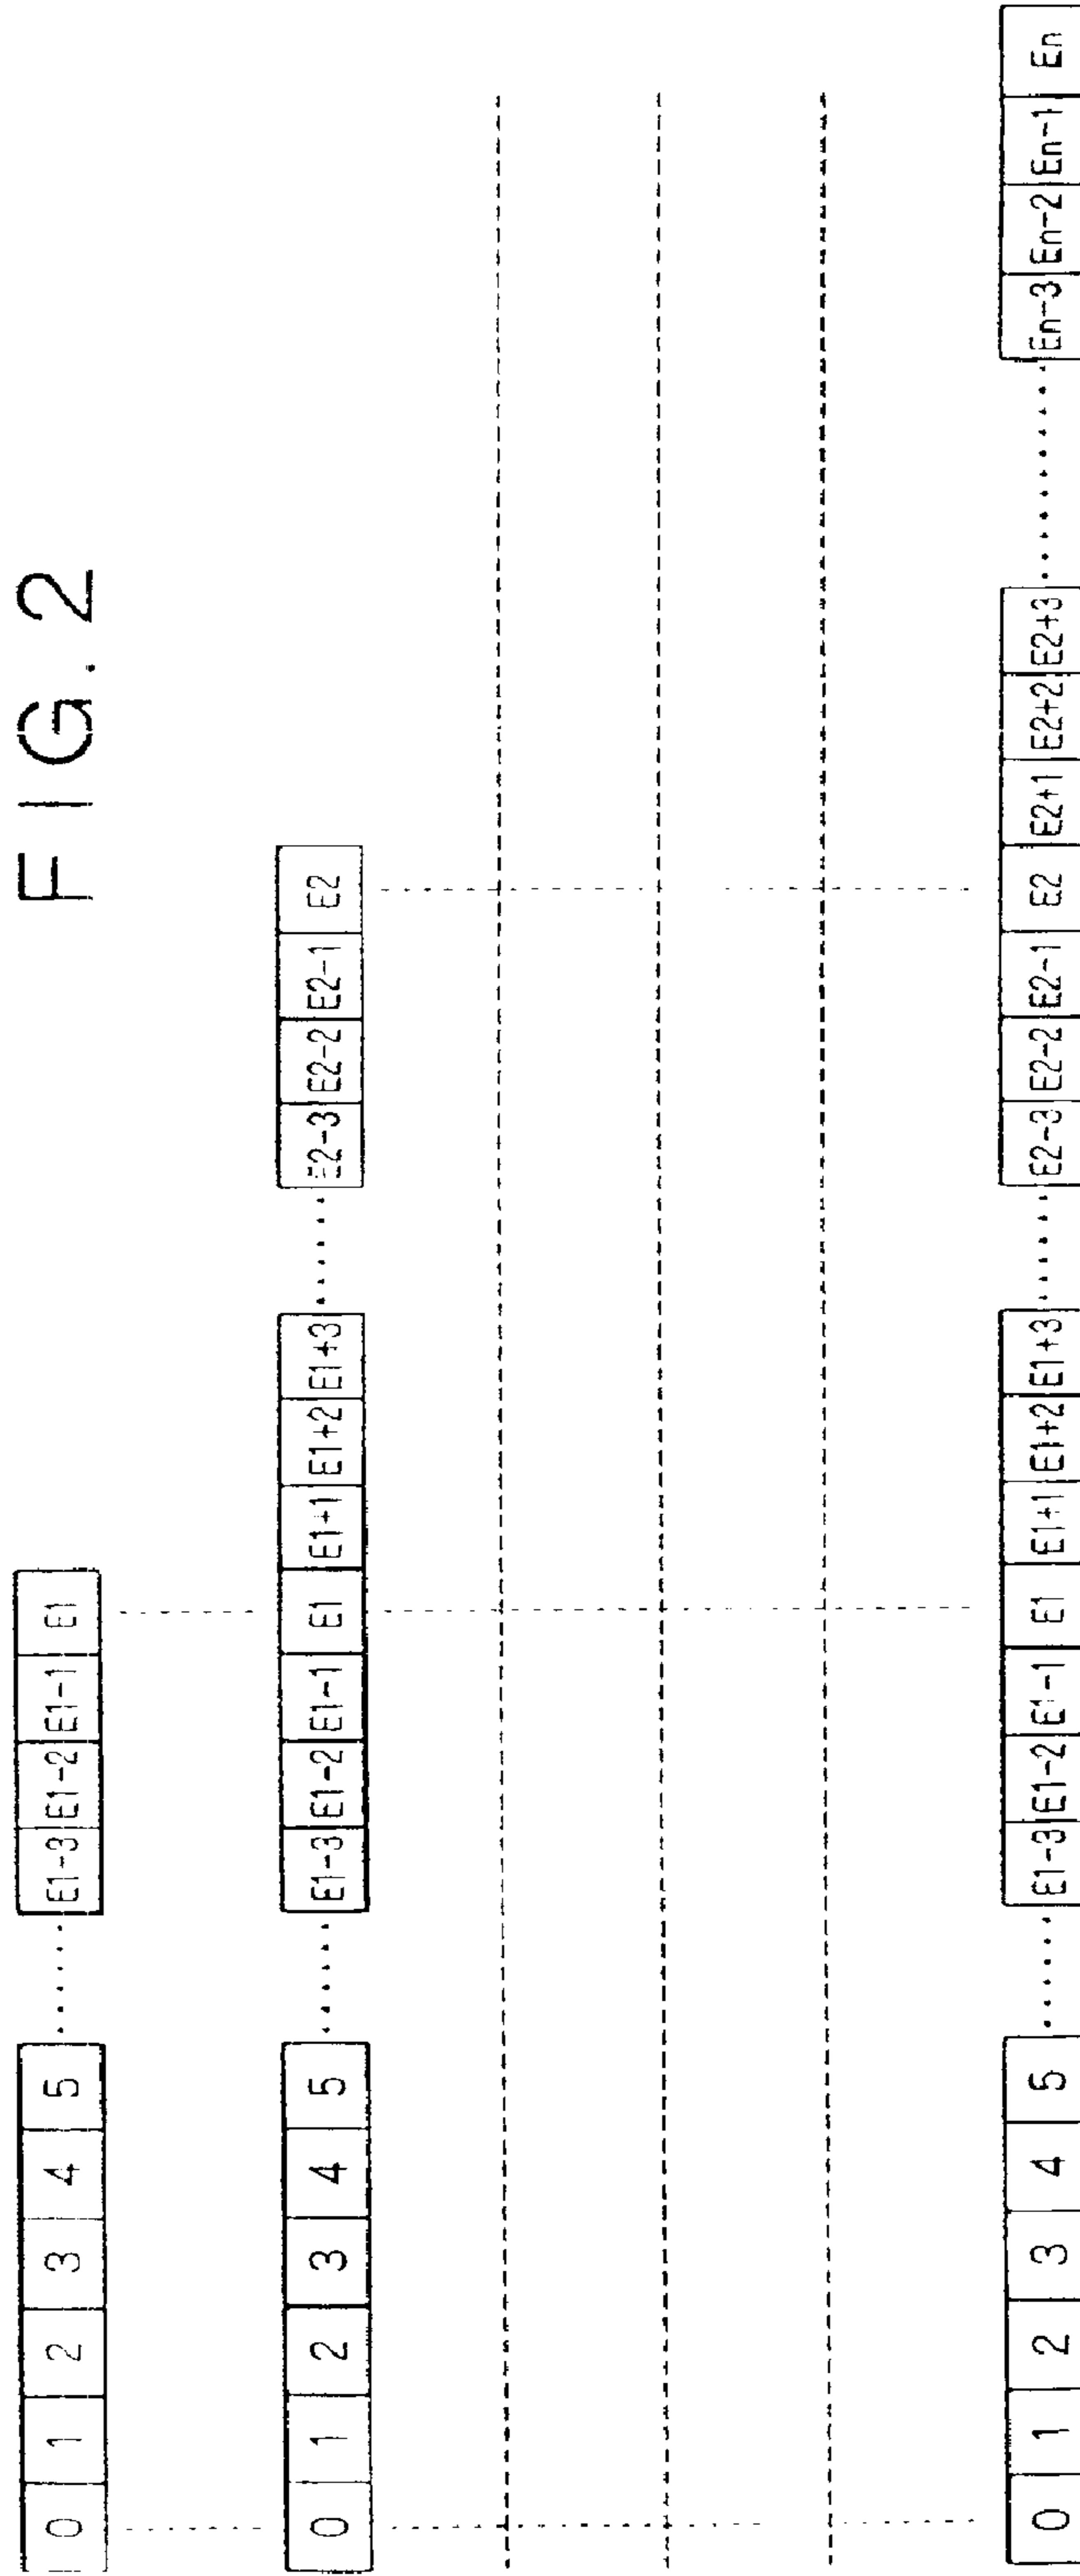 FIG. 2
0 1 2 3 4 5 ...... E1-3 E1-2 E1-1 E1
0 1 2 3 4 5 ...... E1-3 E1-2 E1-1 E1 E1+1 E1+2 E1+3 ...... E2-3 E2-2 E2-1 E2
0 1 2 3 4 5 ...... E1-3 E1-2 E1-1 E1 E1+1 E1+2 E1+3 ...... E2-3 E2-2 E2-1 E2 E2+1 E2+2 E2+3 .......... En-3 En-2 En-1 En